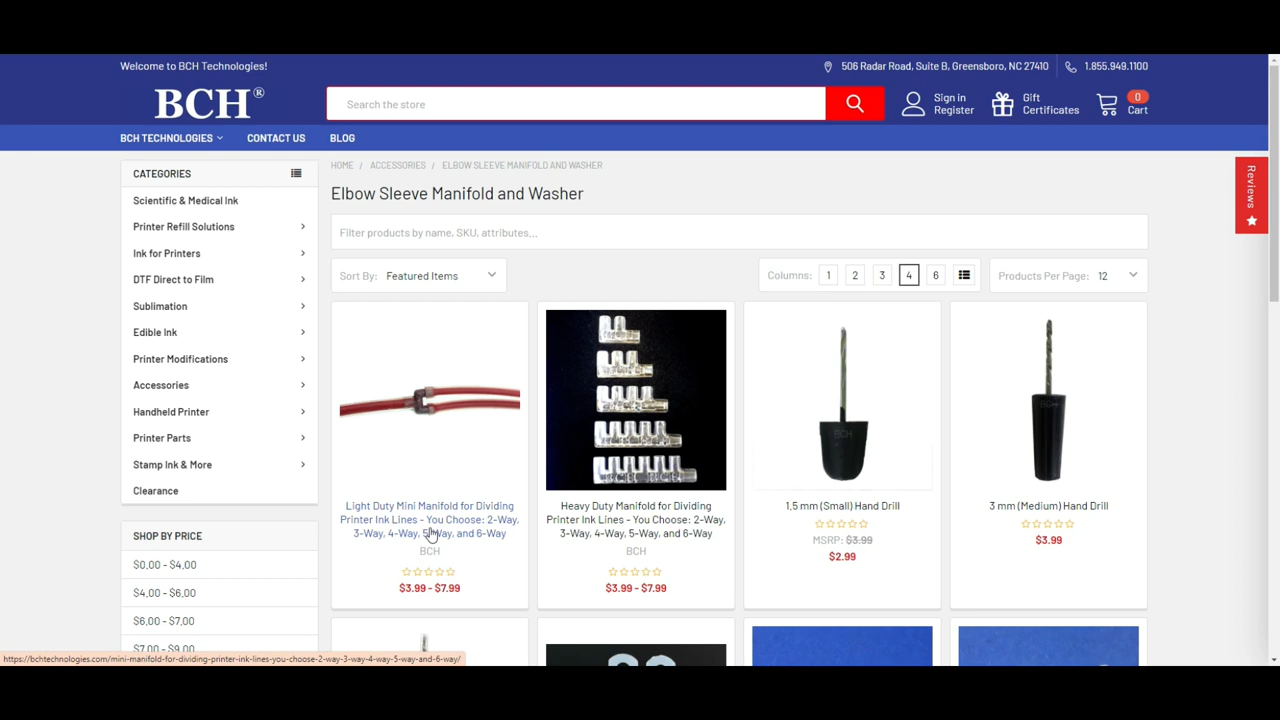 Welcome to BCH Technologies!
506 Radar Road, Suite B, Greensboro, NC 27410
1.855.949.1100
BCH®
Search the store
Sign in
Register
Gift
Certificates
0
Cart
BCH TECHNOLOGIES
CONTACT US
BLOG
CATEGORIES
Scientific & Medical Ink
Printer Refill Solutions
Ink for Printers
DTF Direct to Film
Sublimation
Edible Ink
Printer Modifications
Accessories
Handheld Printer
Printer Parts
Stamp Ink & More
Clearance
SHOP BY PRICE
$0.00 - $4.00
$4.00 - $6.00
$6.00 - $7.00
$7.00 - $9.00
HOME / ACCESSORIES / ELBOW SLEEVE MANIFOLD AND WASHER
Elbow Sleeve Manifold and Washer
Filter products by name, SKU, attributes...
Sort By: Featured Items
Columns: 1 2 3 4 6
Products Per Page: 12
Light Duty Mini Manifold for Dividing
Printer Ink Lines - You Choose: 2-Way,
3-Way, 4-Way, 5-Way, and 6-Way
BCH
$3.99 - $7.99
Heavy Duty Manifold for Dividing
Printer Ink Lines - You Choose: 2-Way,
3-Way, 4-Way, 5-Way, and 6-Way
BCH
$3.99 - $7.99
BCH
1.5 mm (Small) Hand Drill
MSRP: $3.99
$2.99
BCH
3 mm (Medium) Hand Drill
$3.99
Reviews
https://bchtechnologies.com/mini-manifold-for-dividing-printer-ink-lines-you-choose-2-way-3-way-4-way-5-way-and-6-way/